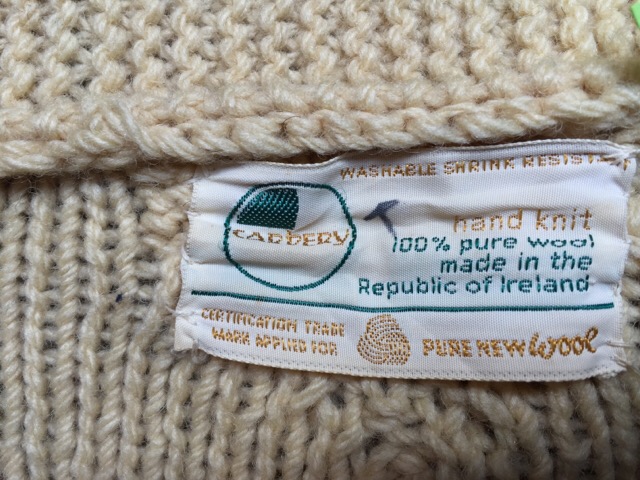 WASHABLE SHRINK RESISTANT
CARBERY
hand knit
100% pure wool
made in the
Republic of Ireland
CERTIFICATION TRADE
MARK APPLIED FOR
PURE NEW WOOL